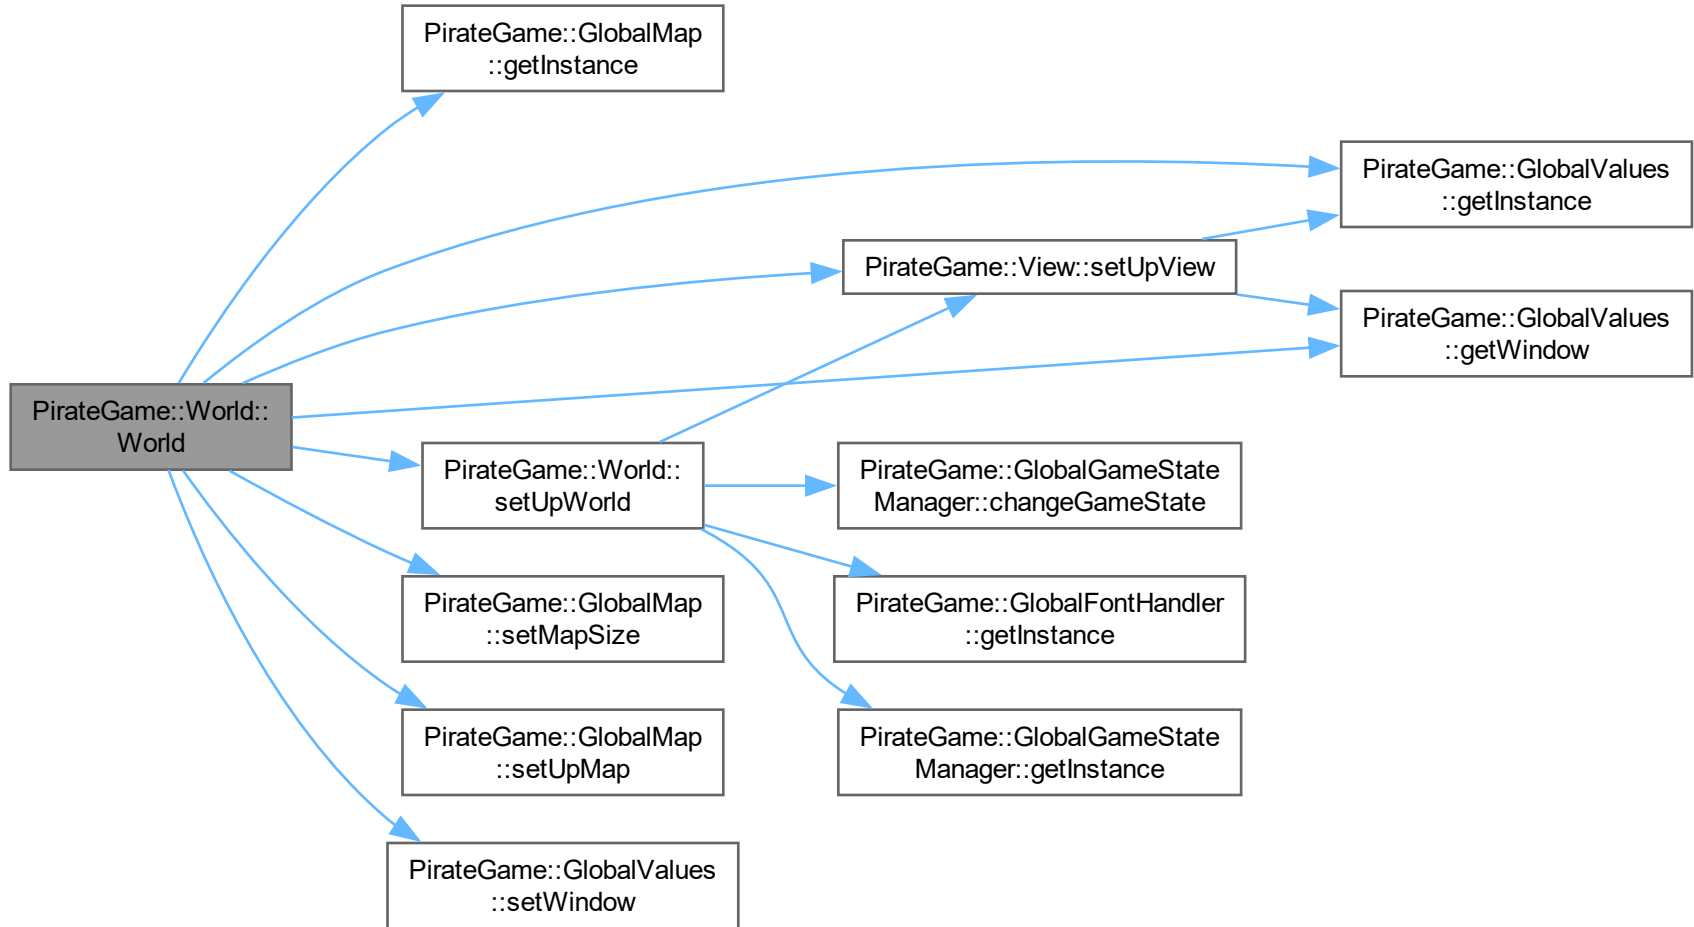 PirateGame::GlobalMap
::getInstance
PirateGame::GlobalValues
::getInstance
PirateGame::View::setUpView
PirateGame::GlobalValues
::getWindow
PirateGame::World::
World
PirateGame::World::
setUpWorld
PirateGame::GlobalGameState
Manager::changeGameState
PirateGame::GlobalMap
::setMapSize
PirateGame::GlobalFontHandler
::getInstance
PirateGame::GlobalMap
::setUpMap
PirateGame::GlobalGameState
Manager::getInstance
PirateGame::GlobalValues
::setWindow